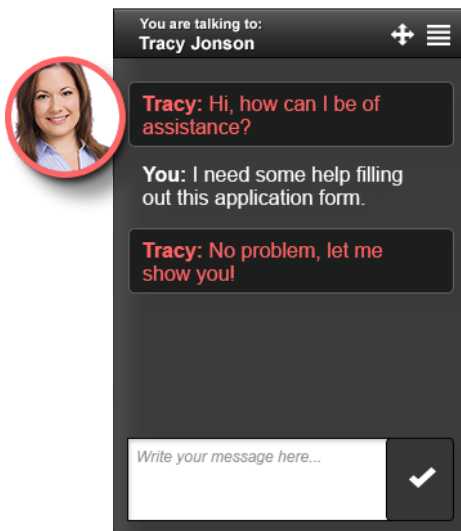 You are talking to:
Tracy Jonson
Tracy: Hi, how can I be of
assistance?
You: I need some help filling
out this application form.
Tracy: No problem, let me
show you!
Write your message here...